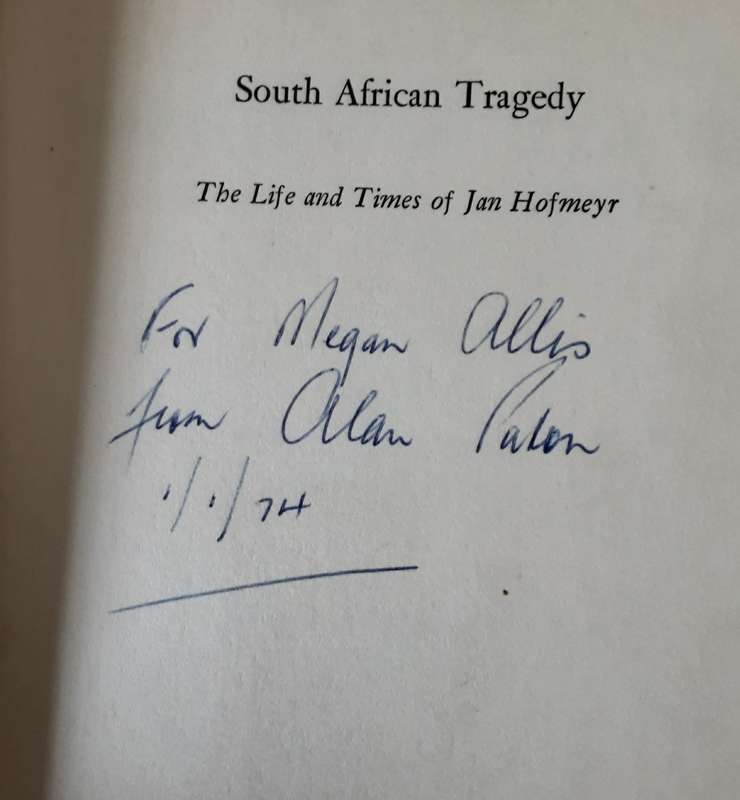 South African Tragedy
The Life and Times of Jan Hofmeyr
For Megan Allis
from Alan Paton
1/1/74